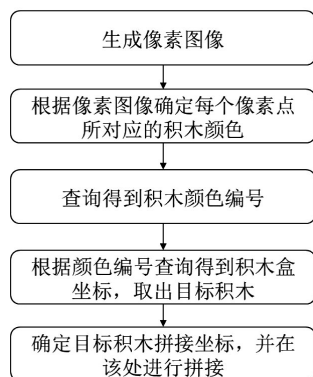 生成像素图像
根据像素图像确定每个像素点
所对应的积木颜色
查询得到积木颜色编号
根据颜色编号查询得到积木盒
坐标，取出目标积木
确定目标积木拼接坐标，并在
该处进行拼接